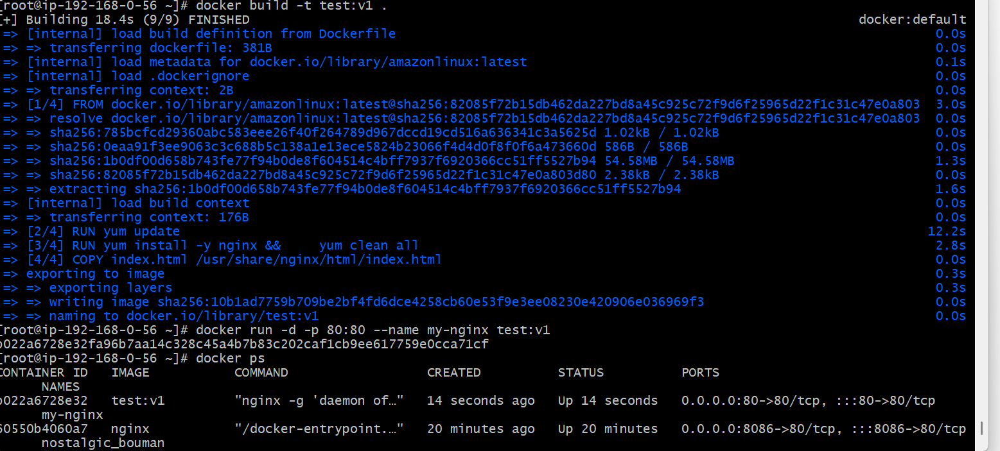 [root@ip-192-168-0-56 ~]# docker build -t test:v1 .
[+] Building 18.4s (9/9) FINISHED docker:default
=> [internal] load build definition from Dockerfile 0.0s
=> => transferring dockerfile: 381B 0.0s
=> [internal] load metadata for docker.io/library/amazonlinux:latest 0.1s
=> [internal] load .dockerignore 0.0s
=> => transferring context: 2B 0.0s
=> [1/4] FROM docker.io/library/amazonlinux:latest@sha256:82085f72b15db462da227bd8a45c925c72f9d6f25965d22f1c31c47e0a803 3.0s
=> => resolve docker.io/library/amazonlinux:latest@sha256:82085f72b15db462da227bd8a45c925c72f9d6f25965d22f1c31c47e0a803 0.0s
=> => sha256:785bcfcd29360abc583eee26f40f264789d967dccd19cd516a636341c3a5625d 1.02kB / 1.02kB 0.0s
=> => sha256:0eaa91f3ee9063c3c688b5c138a1e13ece5824b23066f4d4d0f8f0f6a473660d 586B / 586B 0.0s
=> => sha256:1b0df00d658b743fe77f94b0de8f604514c4bff7937f6920366cc51ff5527b94 54.58MB / 54.58MB 1.3s
=> => sha256:82085f72b15db462da227bd8a45c925c72f9d6f25965d22f1c31c47e0a803d80 2.38kB / 2.38kB 0.0s
=> => extracting sha256:1b0df00d658b743fe77f94b0de8f604514c4bff7937f6920366cc51ff5527b94 1.6s
=> [internal] load build context 0.0s
=> => transferring context: 176B 0.0s
=> [2/4] RUN yum update 12.2s
=> [3/4] RUN yum install -y nginx &&     yum clean all 2.8s
=> [4/4] COPY index.html /usr/share/nginx/html/index.html 0.0s
=> exporting to image 0.3s
=> => exporting layers 0.3s
=> => writing image sha256:10b1ad7759b709be2bf4fd6dce4258cb60e53f9e3ee08230e420906e036969f3 0.0s
=> => naming to docker.io/library/test:v1 0.0s
[root@ip-192-168-0-56 ~]# docker run -d -p 80:80 --name my-nginx test:v1
b022a6728e32fa96b7aa14c328c45a4b7b83c202caf1cb9ee617759e0cca71cf
[root@ip-192-168-0-56 ~]# docker ps
CONTAINER ID IMAGE COMMAND CREATED STATUS PORTS
NAMES
b022a6728e32 test:v1 "nginx -g 'daemon of…" 14 seconds ago Up 14 seconds 0.0.0.0:80->80/tcp, :::80->80/tcp
my-nginx
60550b4060a7 nginx "/docker-entrypoint.…" 20 minutes ago Up 20 minutes 0.0.0.0:8086->80/tcp, :::8086->80/tcp
nostalgic_bouman